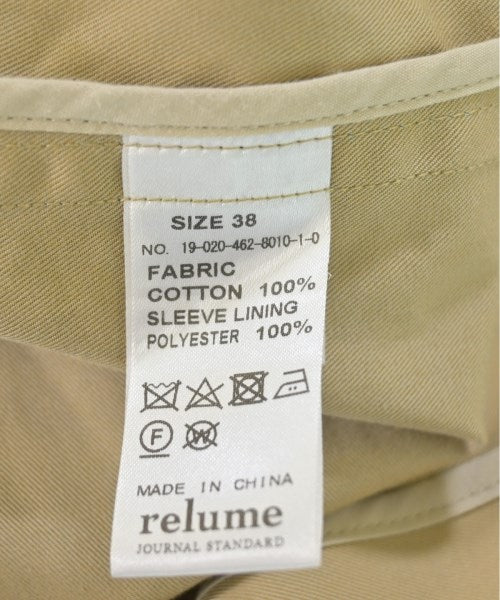 SIZE 38
NO. 19-020-462-8010-1-0
FABRIC
COTTON 100%
SLEEVE LINING
POLYESTER 100%
F W
MADE IN CHINA
relume
JOURNAL STANDARD